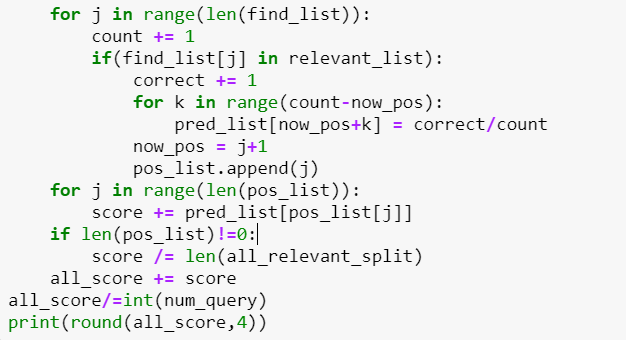 for j in range(len(find_list)):
count += 1
if(find_list[j] in relevant_list):
correct += 1
for k in range(count-now_pos):
pred_list[now_pos+k] = correct/count
now_pos = j+1
pos_list.append(j)
for j in range(len(pos_list)):
score += pred_list[pos_list[j]]
if len(pos_list)!=0:
score /= len(all_relevant_split)
all_score += score
all_score/=int(num_query)
print(round(all_score,4))